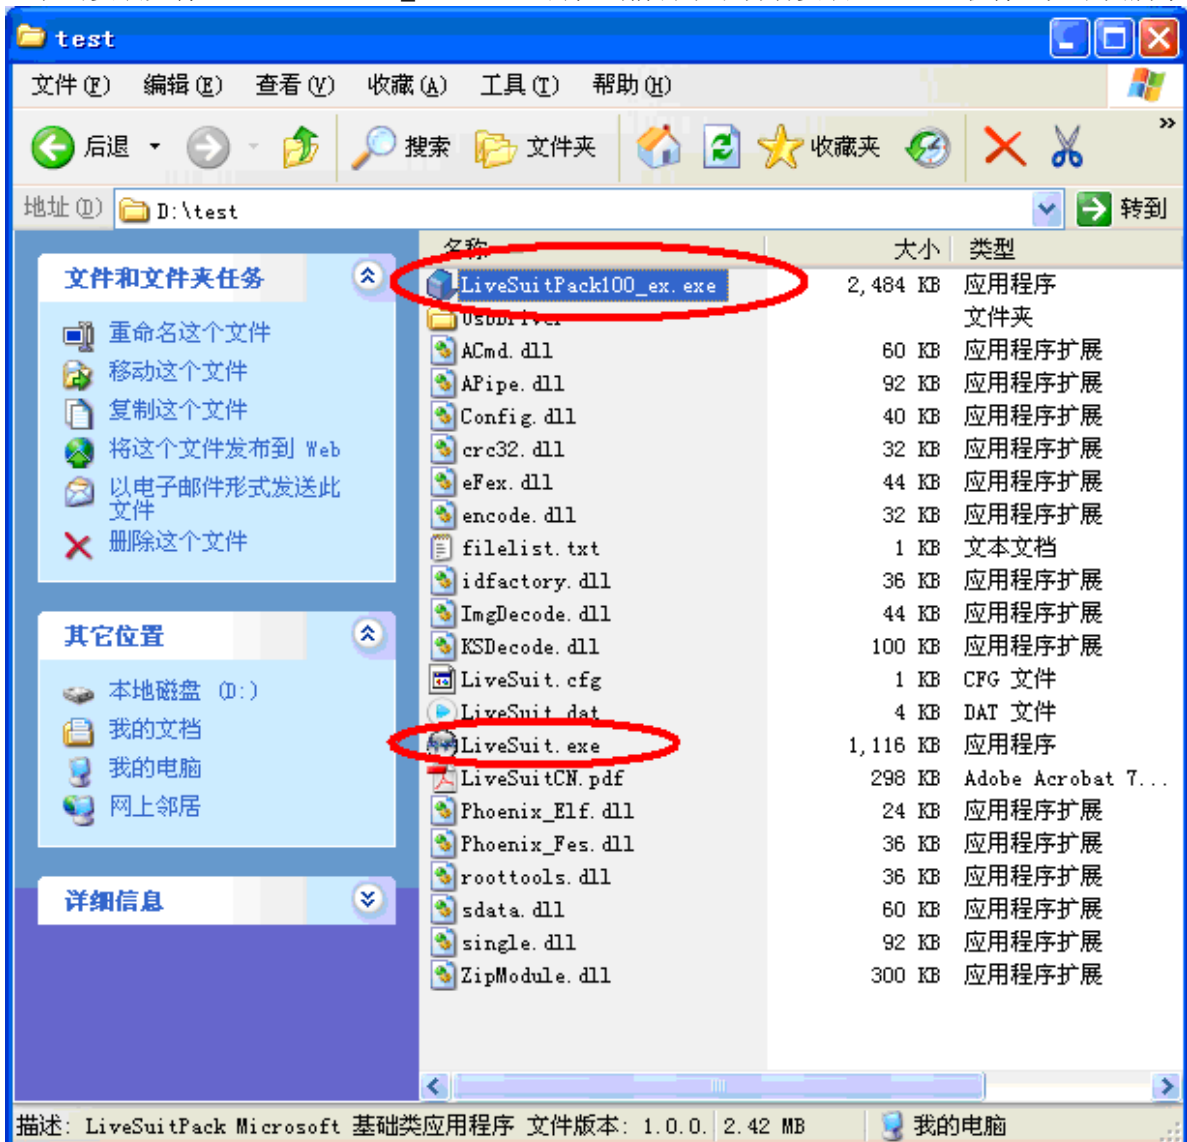 test
文件(F) 编辑(E) 查看(V) 收藏(A) 工具(T) 帮助(H)
后退 搜索 文件夹 收藏夹 »
地址(D) D:\test 转到
名称 大小 类型
文件和文件夹任务
重命名这个文件
移动这个文件
复制这个文件
将这个文件发布到 Web
以电子邮件形式发送此
文件
删除这个文件
其它位置
本地磁盘 (D:)
我的文档
我的电脑
网上邻居
详细信息
LiveSuitPack100_ex.exe 2,484 KB 应用程序
UsbDriver 文件夹
ACmd.dll 60 KB 应用程序扩展
APipe.dll 92 KB 应用程序扩展
Config.dll 40 KB 应用程序扩展
crc32.dll 32 KB 应用程序扩展
eFex.dll 44 KB 应用程序扩展
encode.dll 32 KB 应用程序扩展
filelist.txt 1 KB 文本文档
idfactory.dll 36 KB 应用程序扩展
ImgDecode.dll 44 KB 应用程序扩展
KSDecode.dll 100 KB 应用程序扩展
LiveSuit.cfg 1 KB CFG 文件
LiveSuit.dat 4 KB DAT 文件
LiveSuit.exe 1,116 KB 应用程序
LiveSuitCN.pdf 298 KB Adobe Acrobat 7...
Phoenix_Elf.dll 24 KB 应用程序扩展
Phoenix_Fes.dll 36 KB 应用程序扩展
roottools.dll 36 KB 应用程序扩展
sdata.dll 60 KB 应用程序扩展
single.dll 92 KB 应用程序扩展
ZipModule.dll 300 KB 应用程序扩展
描述: LiveSuitPack Microsoft 基础类应用程序 文件版本: 1.0.0. 2.42 MB 我的电脑